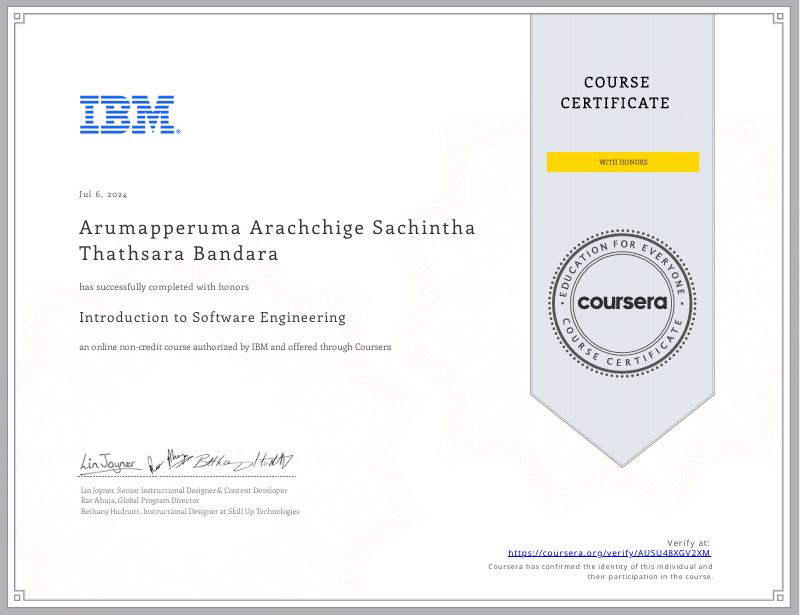 IBM®
Jul 6, 2024
Arumapperuma Arachchige Sachintha
Thathsara Bandara
has successfully completed with honors
Introduction to Software Engineering
an online non-credit course authorized by IBM and offered through Coursera
COURSE
CERTIFICATE
WITH HONORS
EDUCATION FOR EVERYONE
coursera
COURSE CERTIFICATE
Lin Joyner
Lin Joyner, Senior Instructional Designer & Content Developer
Rav Ahuja, Global Program Director
Bethany Hudnutt, Instructional Designer at Skill Up Technologies
Verify at:
https://coursera.org/verify/AUSU48XGV2XM
Coursera has confirmed the identity of this individual and
their participation in the course.